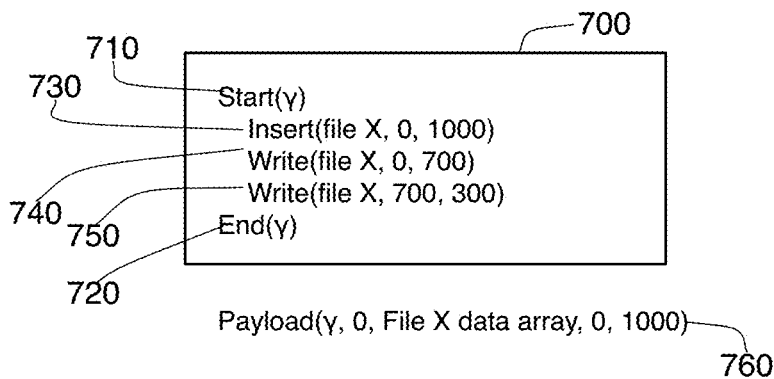 700
710
Start(γ)
730
Insert(file X, 0, 1000)
Write(file X, 0, 700)
740
Write(file X, 700, 300)
750
End(γ)
720
Payload(γ, 0, File X data array, 0, 1000)
760